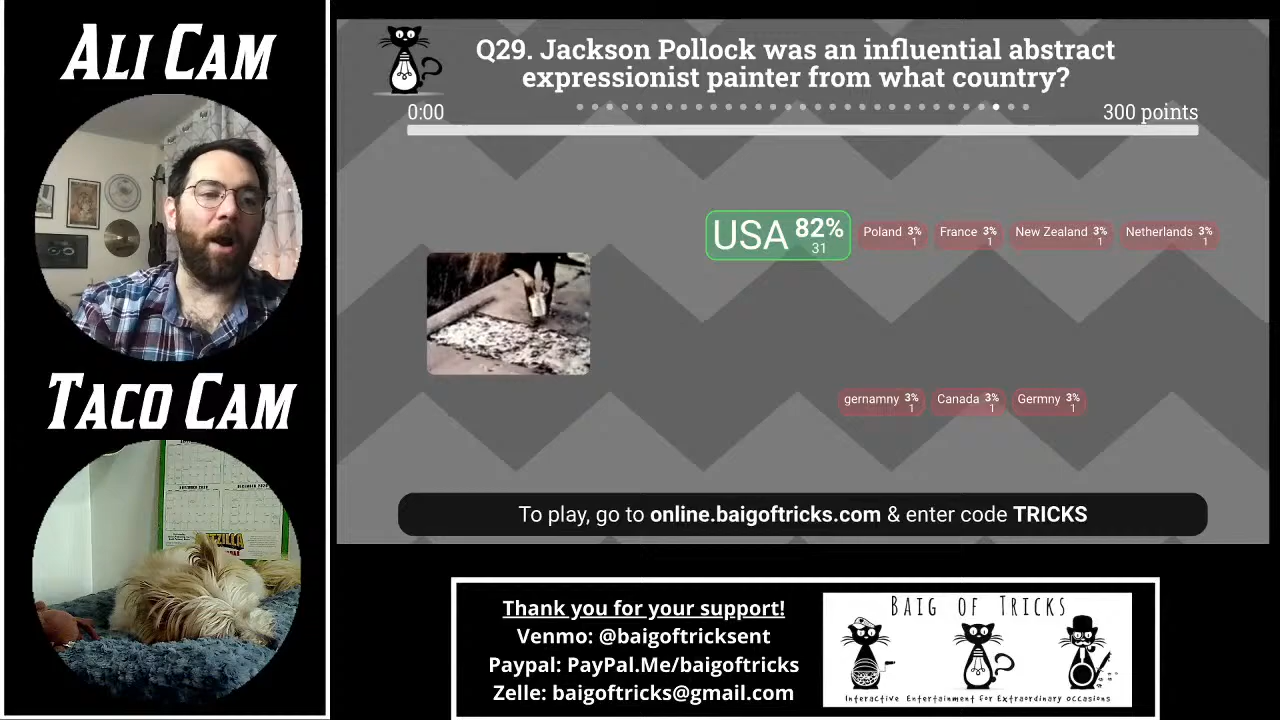 ALI CAM
TACO CAM
Q29. Jackson Pollock was an influential abstract
expressionist painter from what country?
0:00
300 points
USA 82%
31
Poland 3%
1
France 3%
1
New Zealand 3%
1
Netherlands 3%
1
gernamny 3%
1
Canada 3%
1
Germny 3%
1
To play, go to online.baigoftricks.com & enter code TRICKS
Thank you for your support!
Venmo: @baigoftricksent
Paypal: PayPal.Me/baigoftricks
Zelle: baigoftricks@gmail.com
BAIG OF TRICKS
Interactive Entertainment for Extraordinary occasions